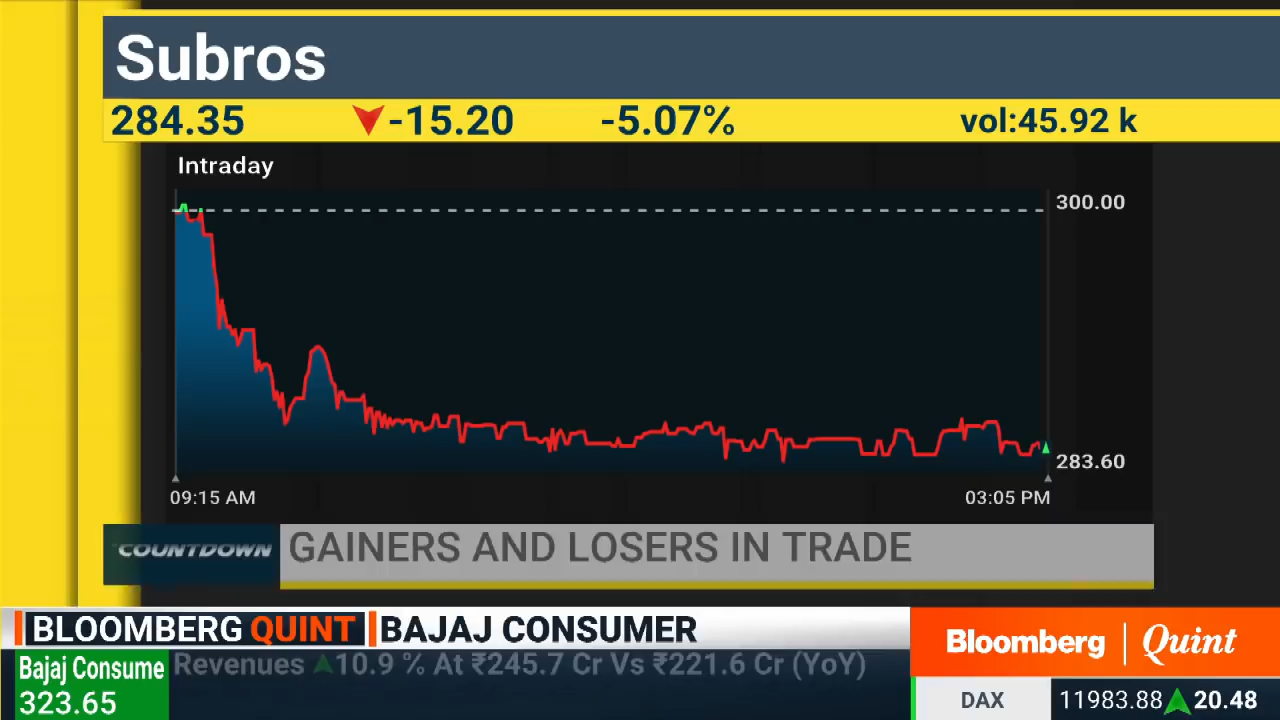 Subros
284.35 -15.20 -5.07% vol:45.92 k
Intraday
300.00
283.60
09:15 AM 03:05 PM
COUNTDOWN GAINERS AND LOSERS IN TRADE
BLOOMBERG QUINT BAJAJ CONSUMER
Bajaj Consume Revenues 10.9 % At ₹245.7 Cr Vs ₹221.6 Cr (YoY)
323.65
Bloomberg Quint
DAX 11983.88 20.48